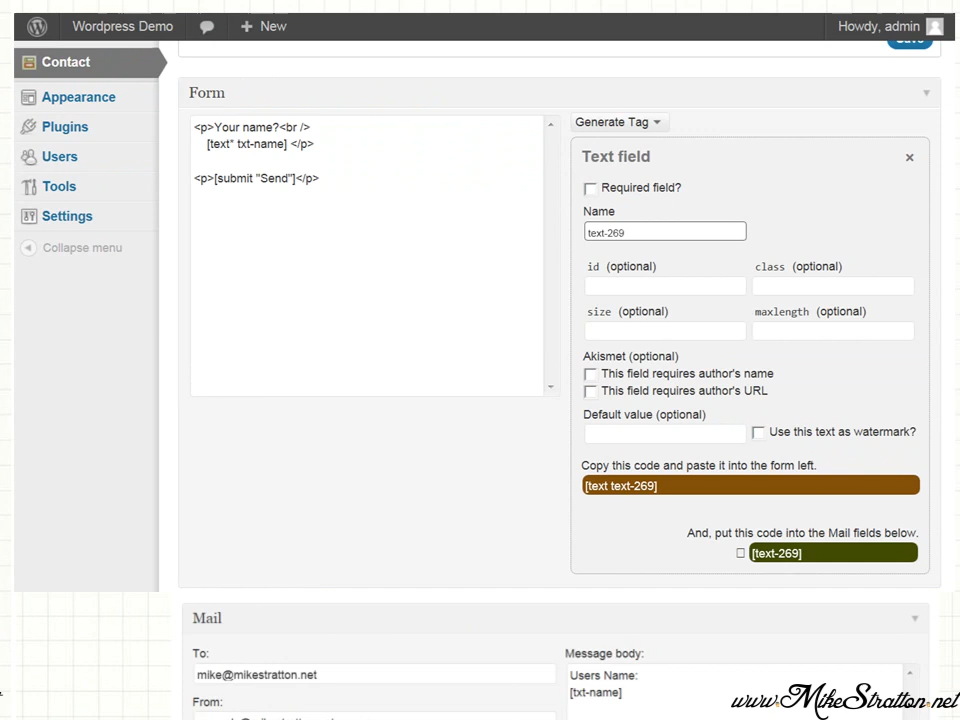 Wordpress Demo New Howdy, admin
Contact
Appearance
Plugins
Users
Tools
Settings
Collapse menu
Save
Form
<p>Your name?<br />
[text* txt-name] </p>
<p>[submit "Send"]</p>
Generate Tag
Text field
Required field?
Name
text-269
id (optional) class (optional)
size (optional) maxlength (optional)
Akismet (optional)
This field requires author's name
This field requires author's URL
Default value (optional)
Use this text as watermark?
Copy this code and paste it into the form left.
[text text-269]
And, put this code into the Mail fields below.
[text-269]
Mail
To:
mike@mikestratton.net
From:
Message body:
Users Name:
[txt-name]
www.MikeStratton.net